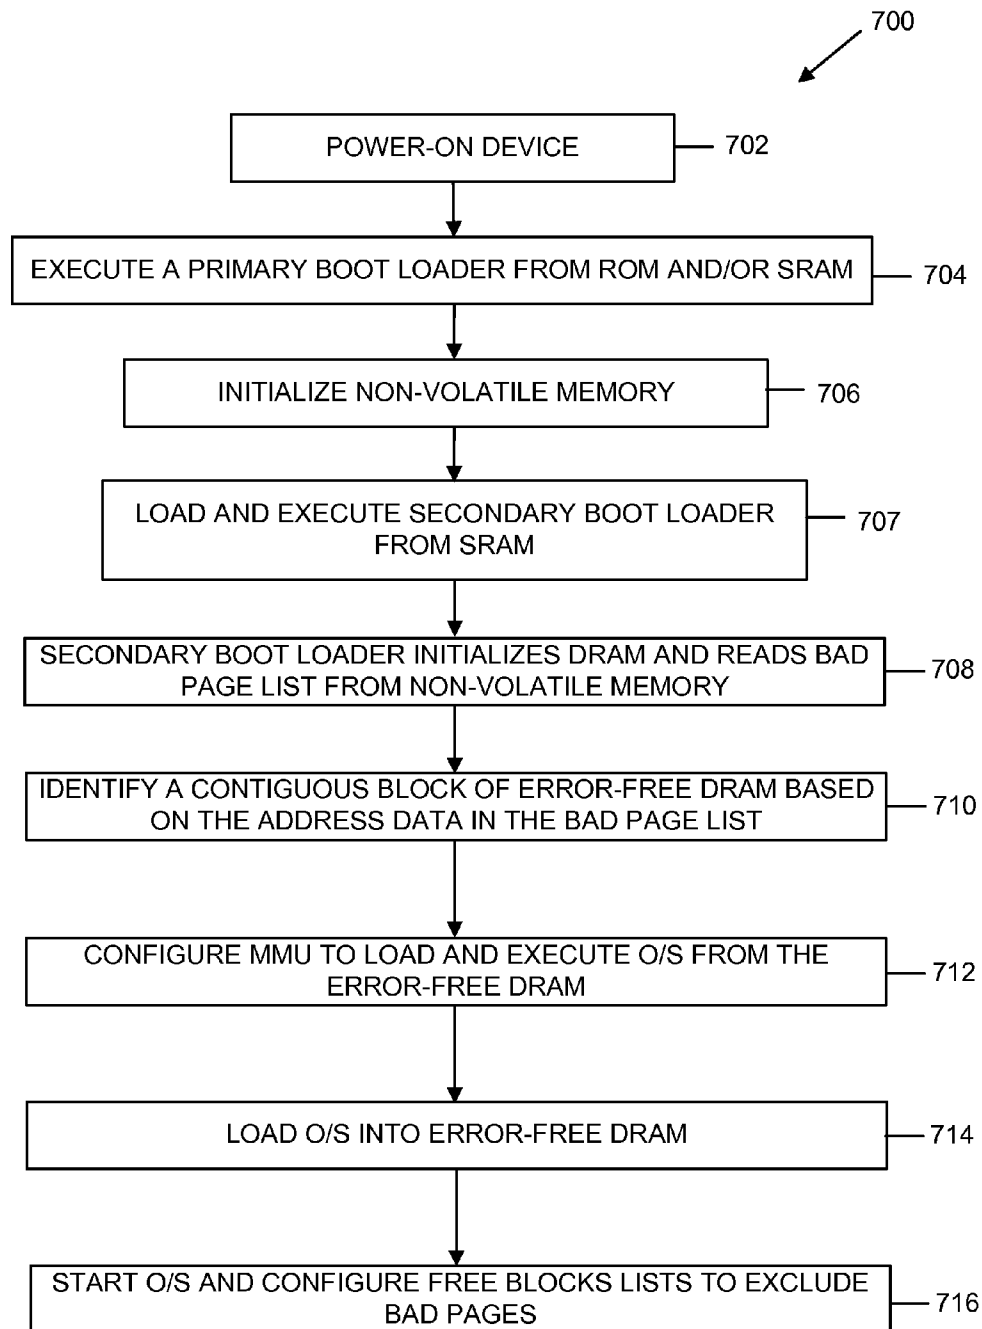 700
POWER-ON DEVICE
702
EXECUTE A PRIMARY BOOT LOADER FROM ROM AND/OR SRAM
704
INITIALIZE NON-VOLATILE MEMORY
706
LOAD AND EXECUTE SECONDARY BOOT LOADER
FROM SRAM
707
SECONDARY BOOT LOADER INITIALIZES DRAM AND READS BAD
PAGE LIST FROM NON-VOLATILE MEMORY
708
IDENTIFY A CONTIGUOUS BLOCK OF ERROR-FREE DRAM BASED
ON THE ADDRESS DATA IN THE BAD PAGE LIST
710
CONFIGURE MMU TO LOAD AND EXECUTE O/S FROM THE
ERROR-FREE DRAM
712
LOAD O/S INTO ERROR-FREE DRAM
714
START O/S AND CONFIGURE FREE BLOCKS LISTS TO EXCLUDE
BAD PAGES
716